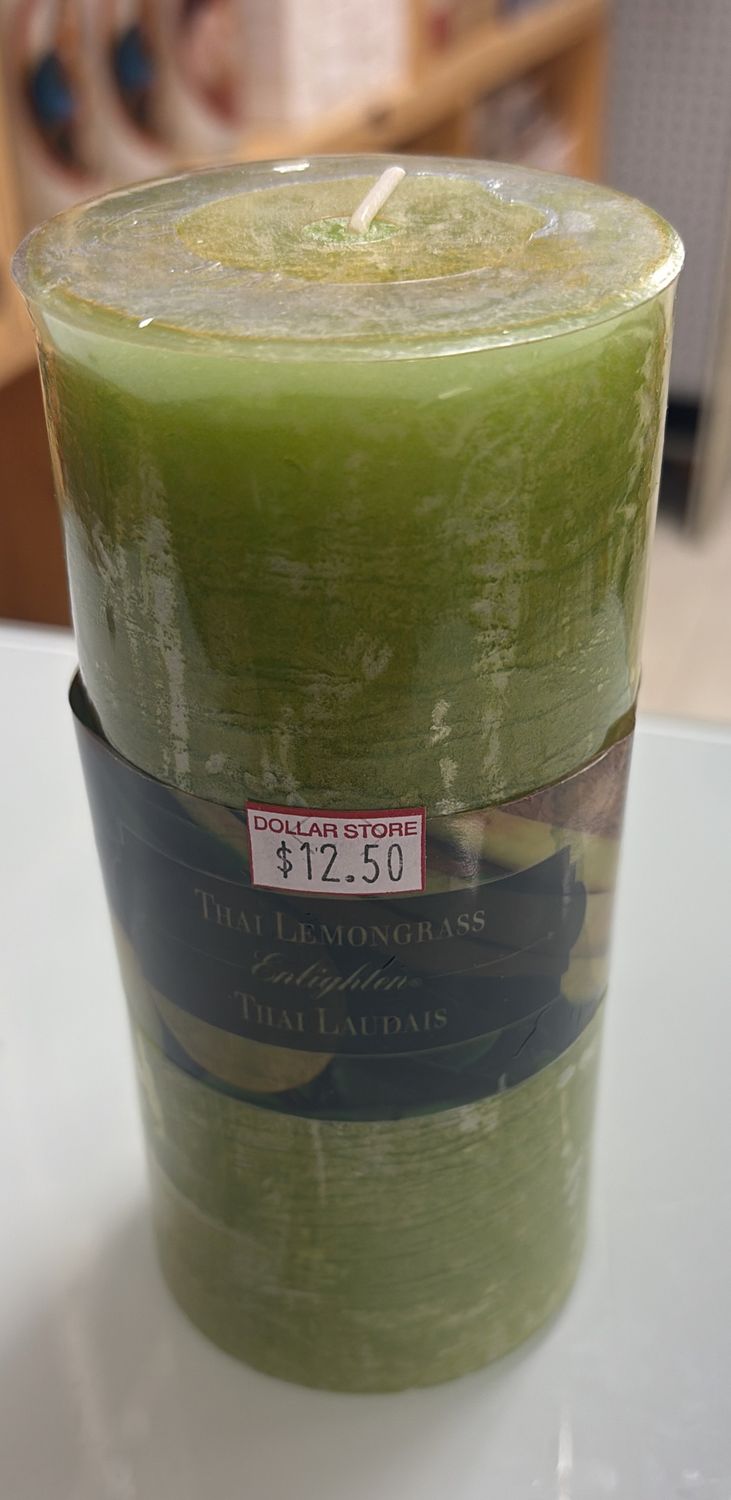 DOLLAR STORE
$12.50
THAI LEMONGRASS
Enlighten®
THAI LAUDAIS